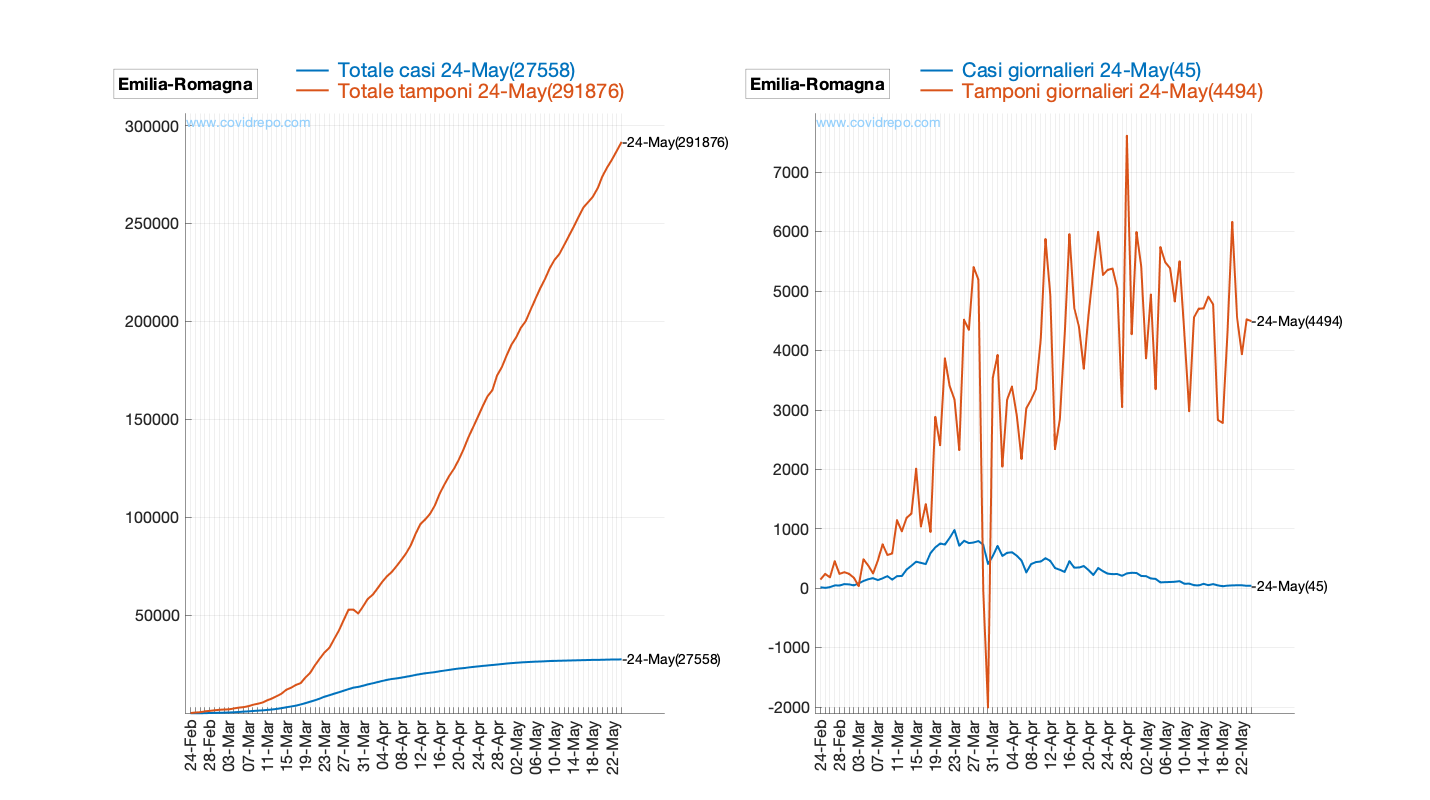 Emilia-Romagna
Totale casi 24-May(27558)
Totale tamponi 24-May(291876)
www.covidrepo.com
300000
250000
200000
150000
100000
50000
-24-May(291876)
-24-May(27558)
24-Feb
28-Feb
03-Mar
07-Mar
11-Mar
15-Mar
19-Mar
23-Mar
27-Mar
31-Mar
04-Apr
08-Apr
12-Apr
16-Apr
20-Apr
24-Apr
28-Apr
02-May
06-May
10-May
14-May
18-May
22-May
Emilia-Romagna
Casi giornalieri 24-May(45)
Tamponi giornalieri 24-May(4494)
www.covidrepo.com
7000
6000
5000
4000
3000
2000
1000
0
-1000
-2000
-24-May(4494)
-24-May(45)
24-Feb
28-Feb
03-Mar
07-Mar
11-Mar
15-Mar
19-Mar
23-Mar
27-Mar
31-Mar
04-Apr
08-Apr
12-Apr
16-Apr
20-Apr
24-Apr
28-Apr
02-May
06-May
10-May
14-May
18-May
22-May